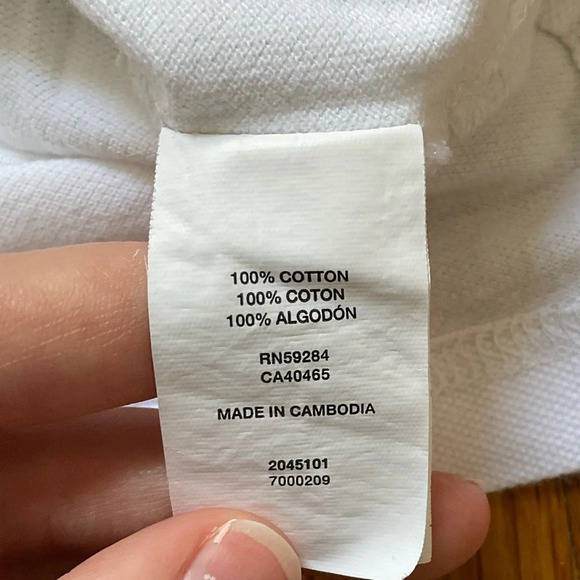 100% COTTON
100% COTON
100% ALGODÓN
RN59284
CA40465
MADE IN CAMBODIA
2045101
7000209